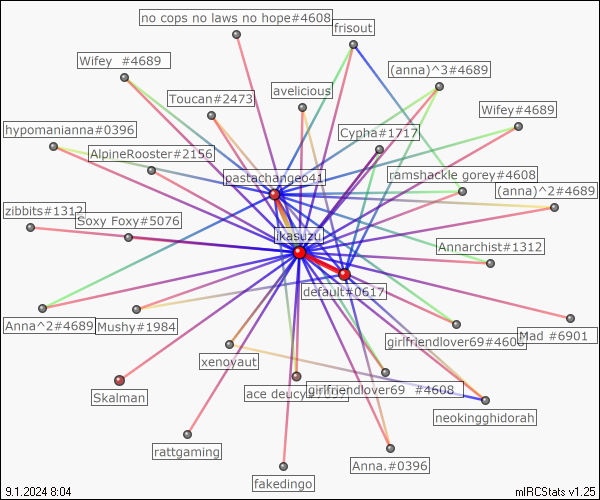 no cops no laws no hope#4608
frisout
Wifey  #4689
(anna)^3#4689
avelicious
Toucan#2473
Wifey#4689
Cypha#1717
hypomanianna#0396
AlpineRooster#2156
pastachangeo41
ramshackle gorey#4608
(anna)^2#4689
zibbits#1312
Soxy Foxy#5076
ikasuzu
Annarchist#1312
default#0617
Anna^2#4689
Mushy#1984
girlfriendlover69#4608
Mad #6901
xenoyaut
Skalman
ace deucy
girlfriendlover69  #4608
neokingghidorah
rattgaming
Anna.#0396
fakedingo
9.1.2024 8:04
mIRCStats v1.25